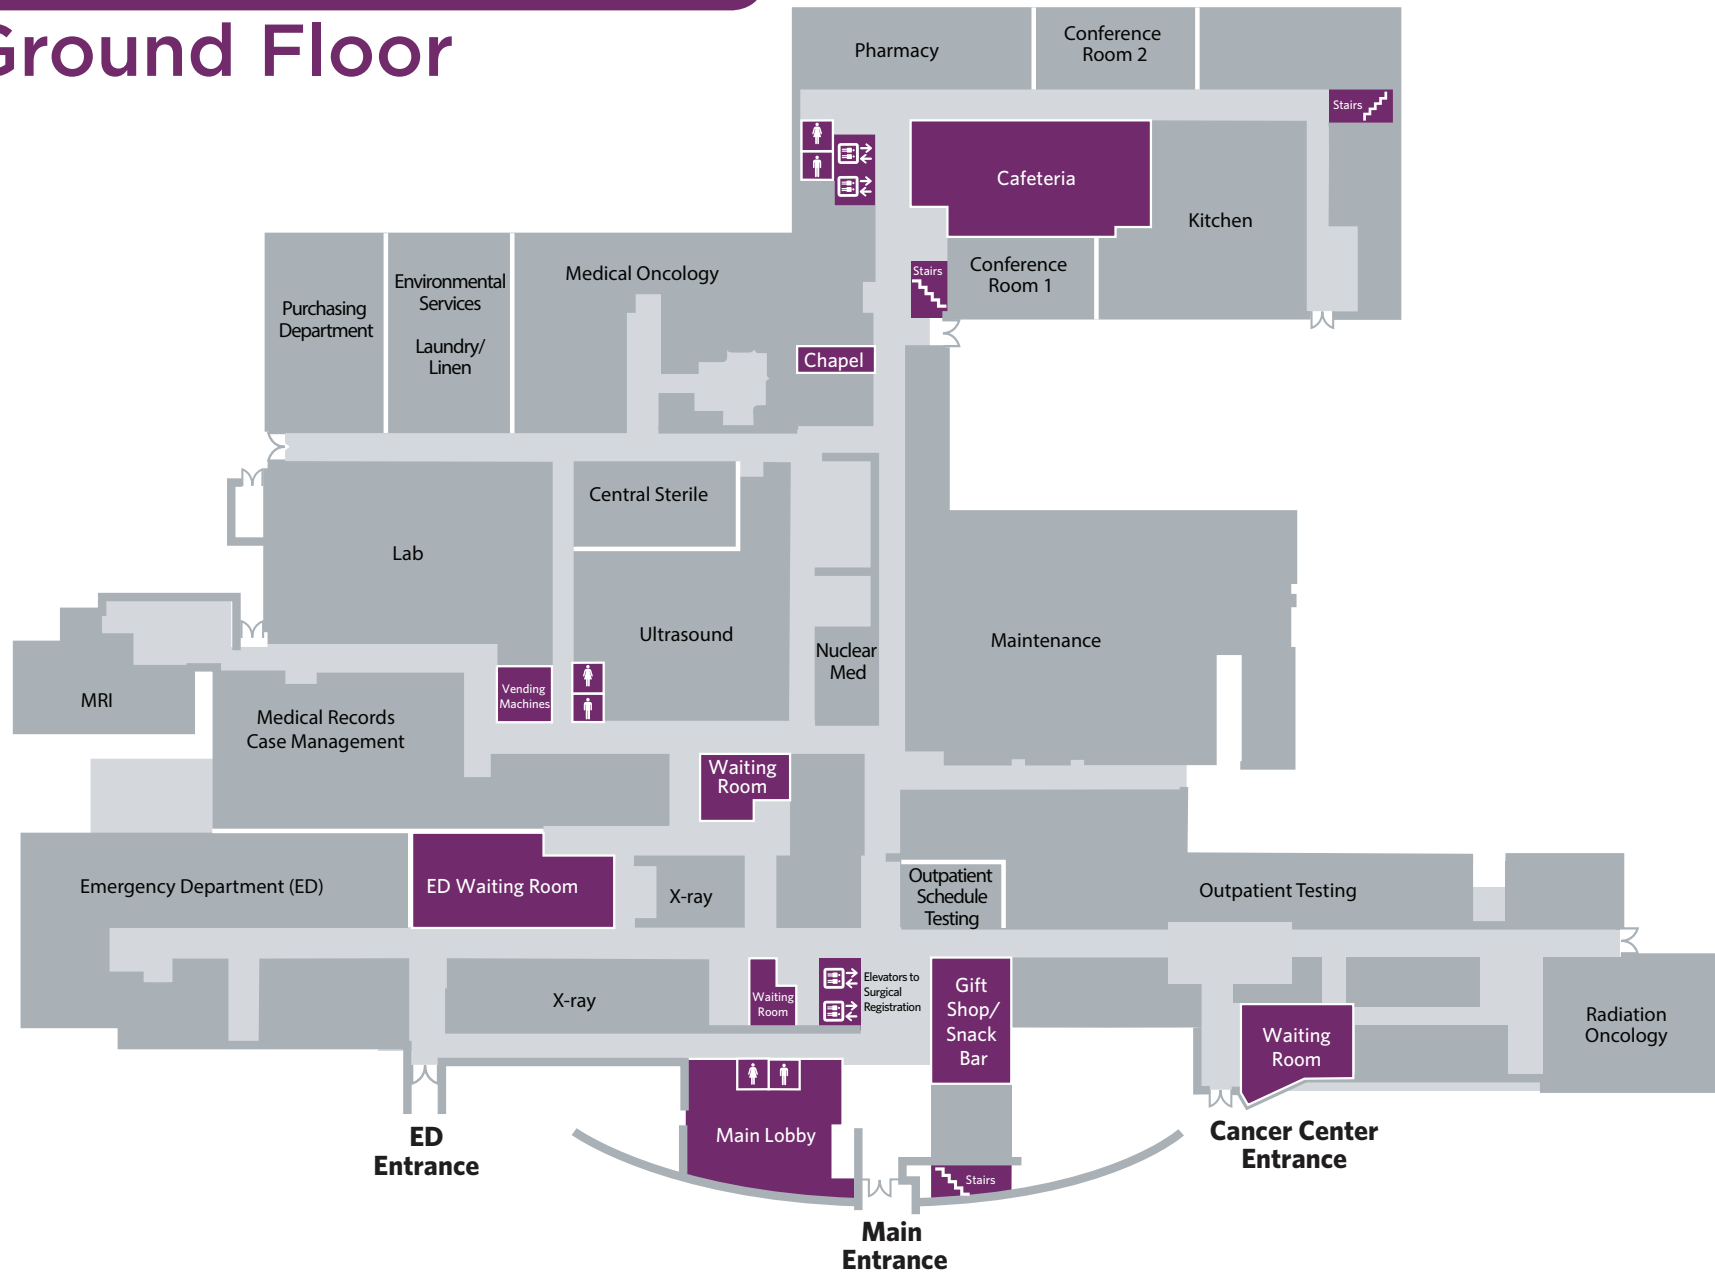 Ground Floor
Pharmacy
Conference
Room 2
Stairs
Cafeteria
Kitchen
Stairs
Conference
Room 1
Medical Oncology
Environmental
Services
Laundry/
Linen
Purchasing
Department
Chapel
Central Sterile
Lab
Ultrasound
Nuclear
Med
Maintenance
MRI
Vending
Machines
Medical Records
Case Management
Waiting
Room
Emergency Department (ED)
ED Waiting Room
X-ray
Outpatient
Schedule
Testing
Outpatient Testing
X-ray
Waiting
Room
Elevators to
Surgical
Registration
Gift
Shop/
Snack
Bar
Waiting
Room
Radiation
Oncology
Main Lobby
Stairs
ED
Entrance
Cancer Center
Entrance
Main
Entrance